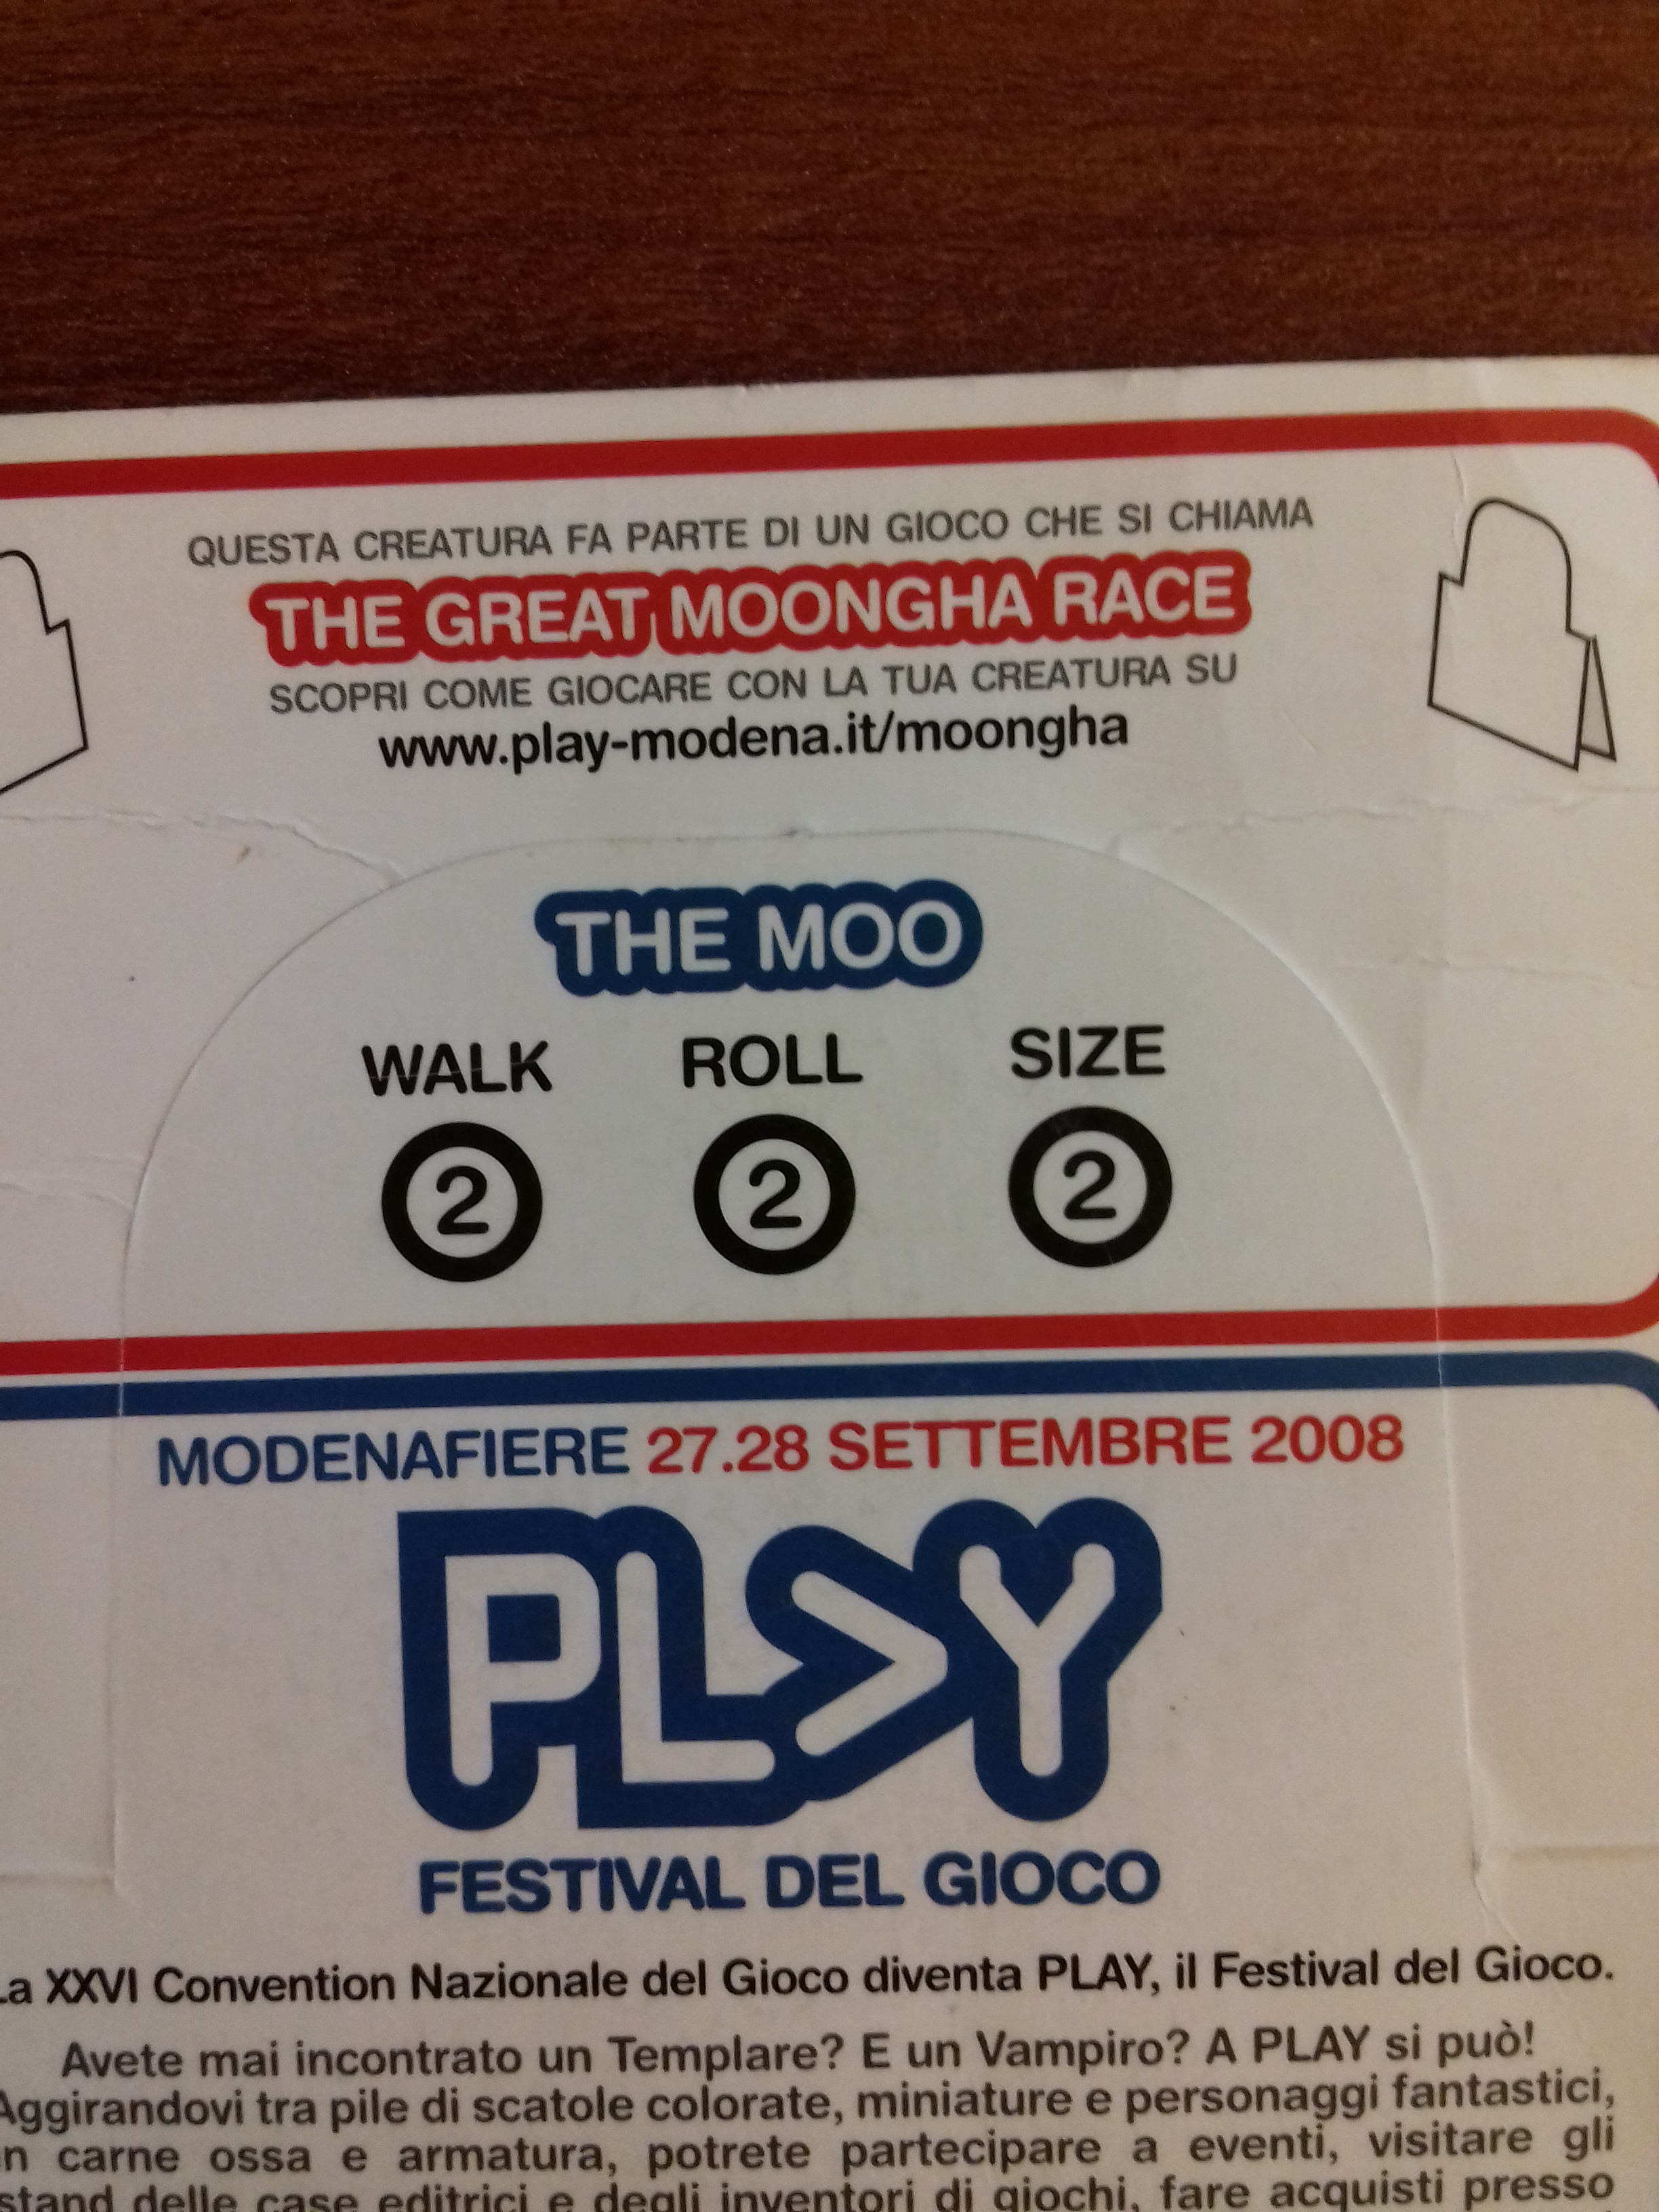 QUESTA CREATURA FA PARTE DI UN GIOCO CHE SI CHIAMA
THE GREAT MOONGHA RACE
SCOPRI COME GIOCARE CON LA TUA CREATURA SU
www.play-modena.it/moongha
THE MOO
WALK ROLL SIZE
2 2 2
MODENAFIERE 27.28 SETTEMBRE 2008
PL>Y
FESTIVAL DEL GIOCO
La XXVI Convention Nazionale del Gioco diventa PLAY, il Festival del Gioco.
Avete mai incontrato un Templare? E un Vampiro? A PLAY si può!
Aggirandovi tra pile di scatole colorate, miniature e personaggi fantastici,
in carne ossa e armatura, potrete partecipare a eventi, visitare gli
stand delle case editrici e degli inventori di giochi, fare acquisti presso